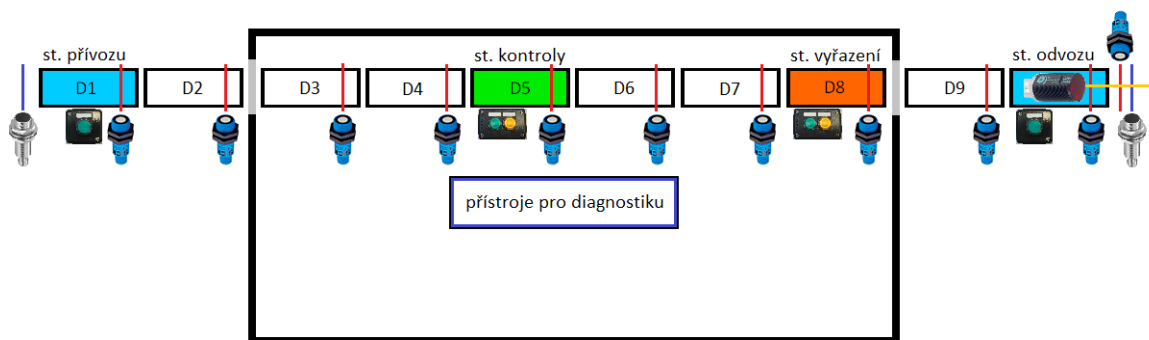 st. přívozu
st. kontroly
st. vyřazení
st. odvozu
D1
D2
D3
D4
D5
D6
D7
D8
D9
přístroje pro diagnostiku